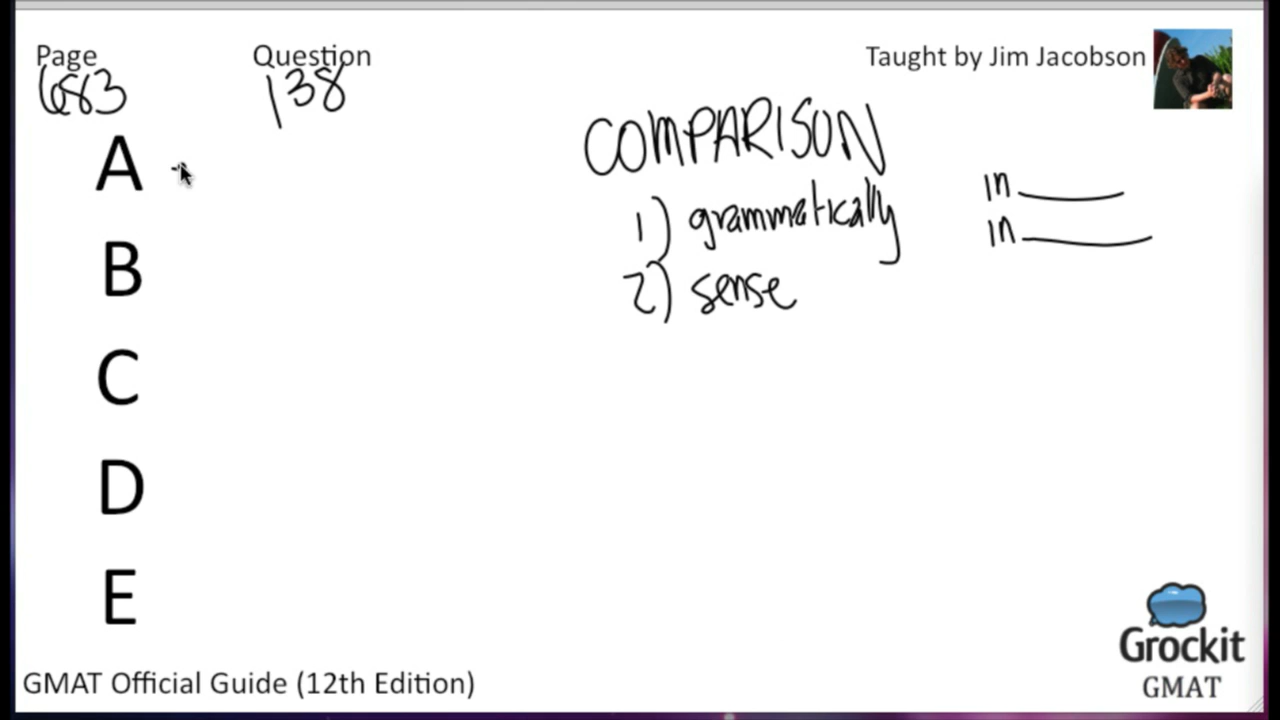 Page Question Taught by Jim Jacobson
683 138
COMPARISON
A
1) grammatically
in
in
B
2) sense
C
D
E
Grockit
GMAT
GMAT Official Guide (12th Edition)